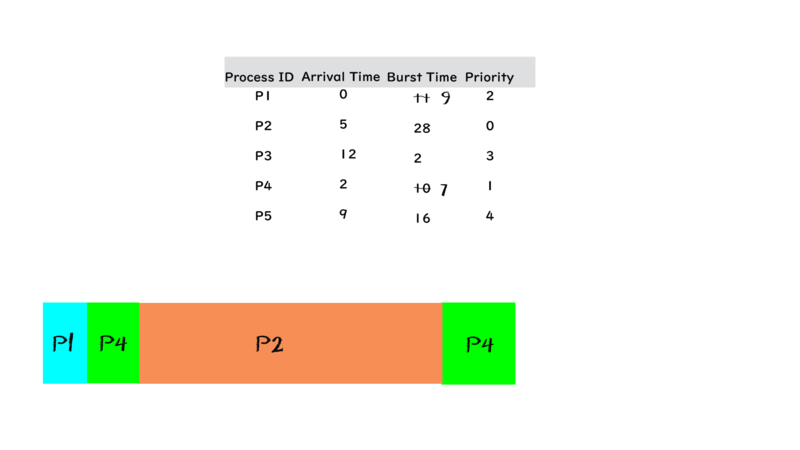 Process ID Arrival Time Burst Time Priority
P1 0 11 9 2
P2 5 28 0
P3 12 2 3
P4 2 10 7 1
P5 9 16 4
P1 P4 P2 P4